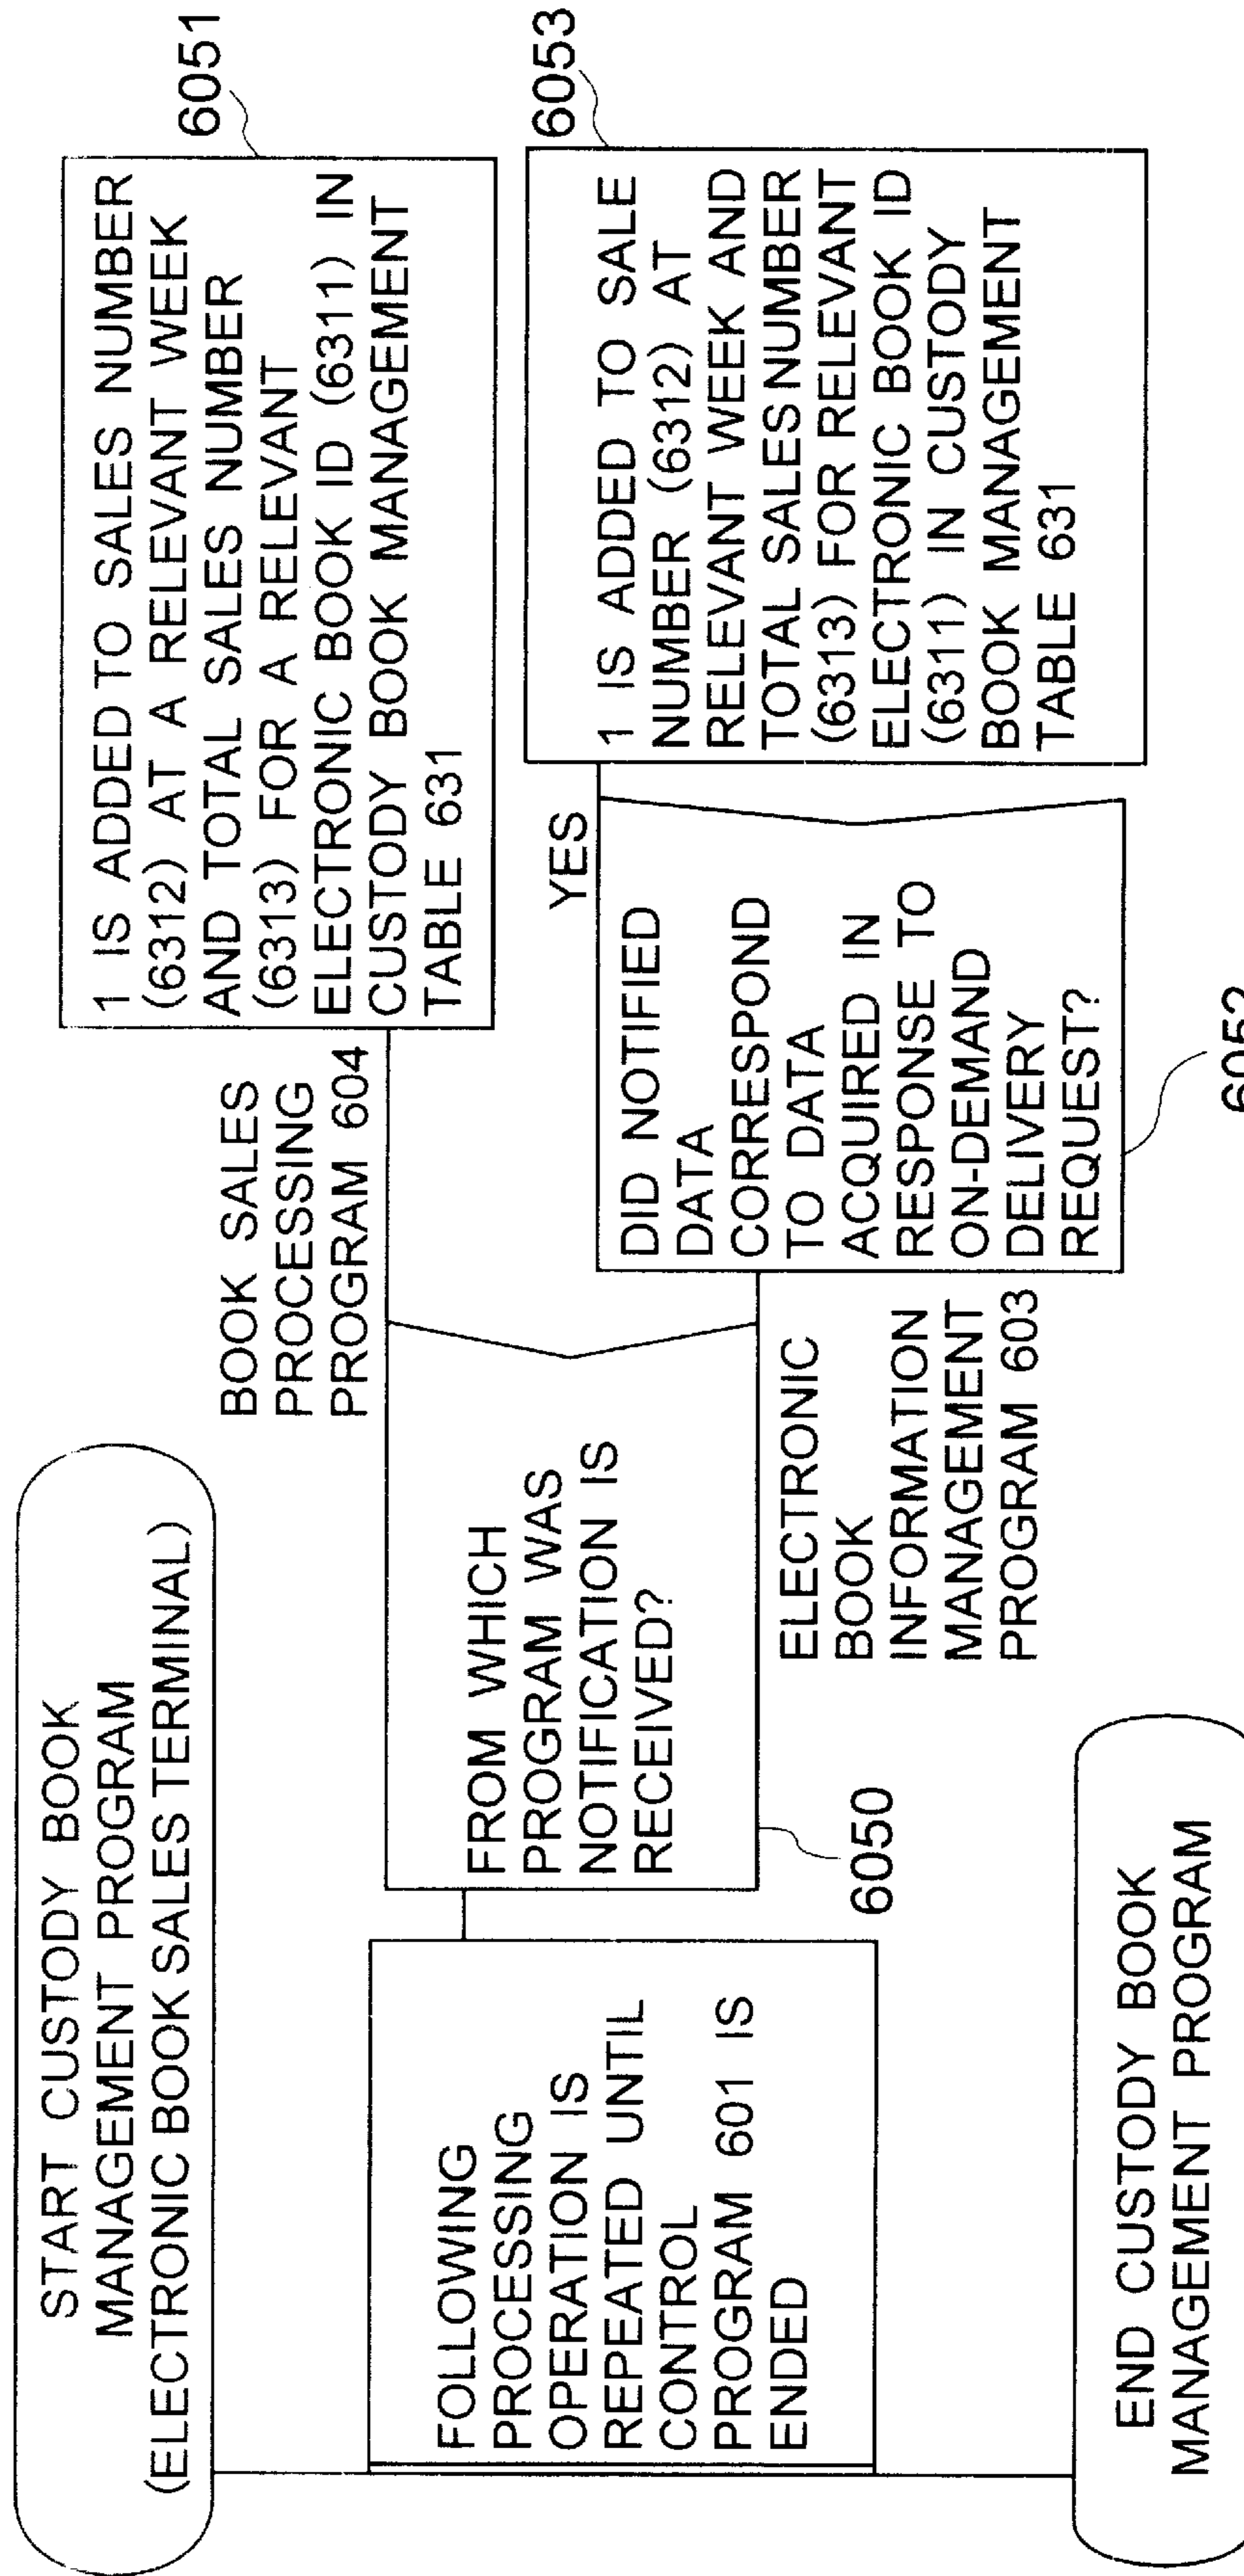 START CUSTODY BOOK
MANAGEMENT PROGRAM
(ELECTRONIC BOOK SALES TERMINAL)
FOLLOWING
PROCESSING
OPERATION IS
REPEATED UNTIL
CONTROL
PROGRAM 601 IS
ENDED
FROM WHICH
PROGRAM WAS
NOTIFICATION IS
RECEIVED?
6050
BOOK SALES
PROCESSING
PROGRAM 604
1 IS ADDED TO SALES NUMBER
(6312) AT A RELEVANT WEEK
AND TOTAL SALES NUMBER
(6313) FOR A RELEVANT
ELECTRONIC BOOK ID (6311) IN
CUSTODY BOOK MANAGEMENT
TABLE 631
6051
ELECTRONIC
BOOK
INFORMATION
MANAGEMENT
PROGRAM 603
DID NOTIFIED
DATA
CORRESPOND
TO DATA
ACQUIRED IN
RESPONSE TO
ON-DEMAND
DELIVERY
REQUEST?
6052
YES
1 IS ADDED TO SALE
NUMBER (6312) AT
RELEVANT WEEK AND
TOTAL SALES NUMBER
(6313) FOR RELEVANT
ELECTRONIC BOOK ID
(6311) IN CUSTODY
BOOK MANAGEMENT
TABLE 631
6053
END CUSTODY BOOK
MANAGEMENT PROGRAM